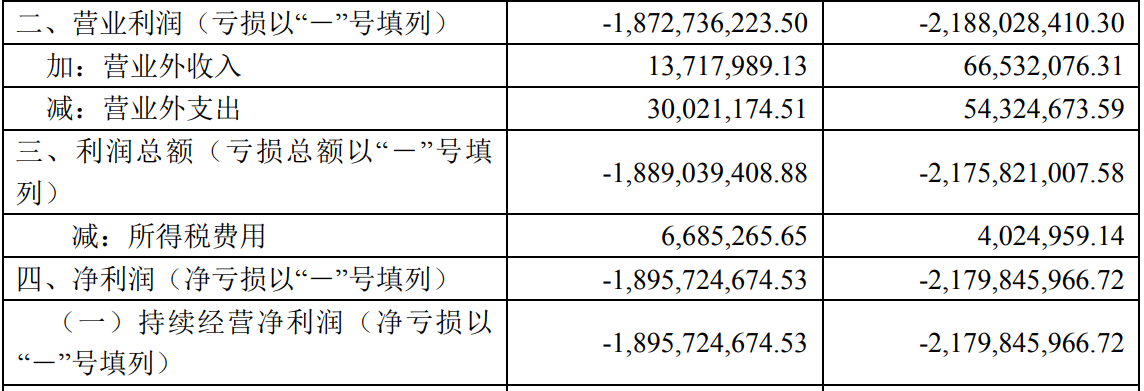 二、营业利润（亏损以“－”号填列） -1,872,736,223.50 -2,188,028,410.30
加：营业外收入 13,717,989.13 66,532,076.31
减：营业外支出 30,021,174.51 54,324,673.59
三、利润总额（亏损总额以“－”号填
列） -1,889,039,408.88 -2,175,821,007.58
减：所得税费用 6,685,265.65 4,024,959.14
四、净利润（净亏损以“－”号填列） -1,895,724,674.53 -2,179,845,966.72
（一）持续经营净利润（净亏损以
“－”号填列） -1,895,724,674.53 -2,179,845,966.72